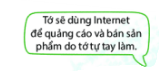 Tớ sẽ dùng Internet
để quảng cáo và bán sản
phẩm do tớ tự tay làm.